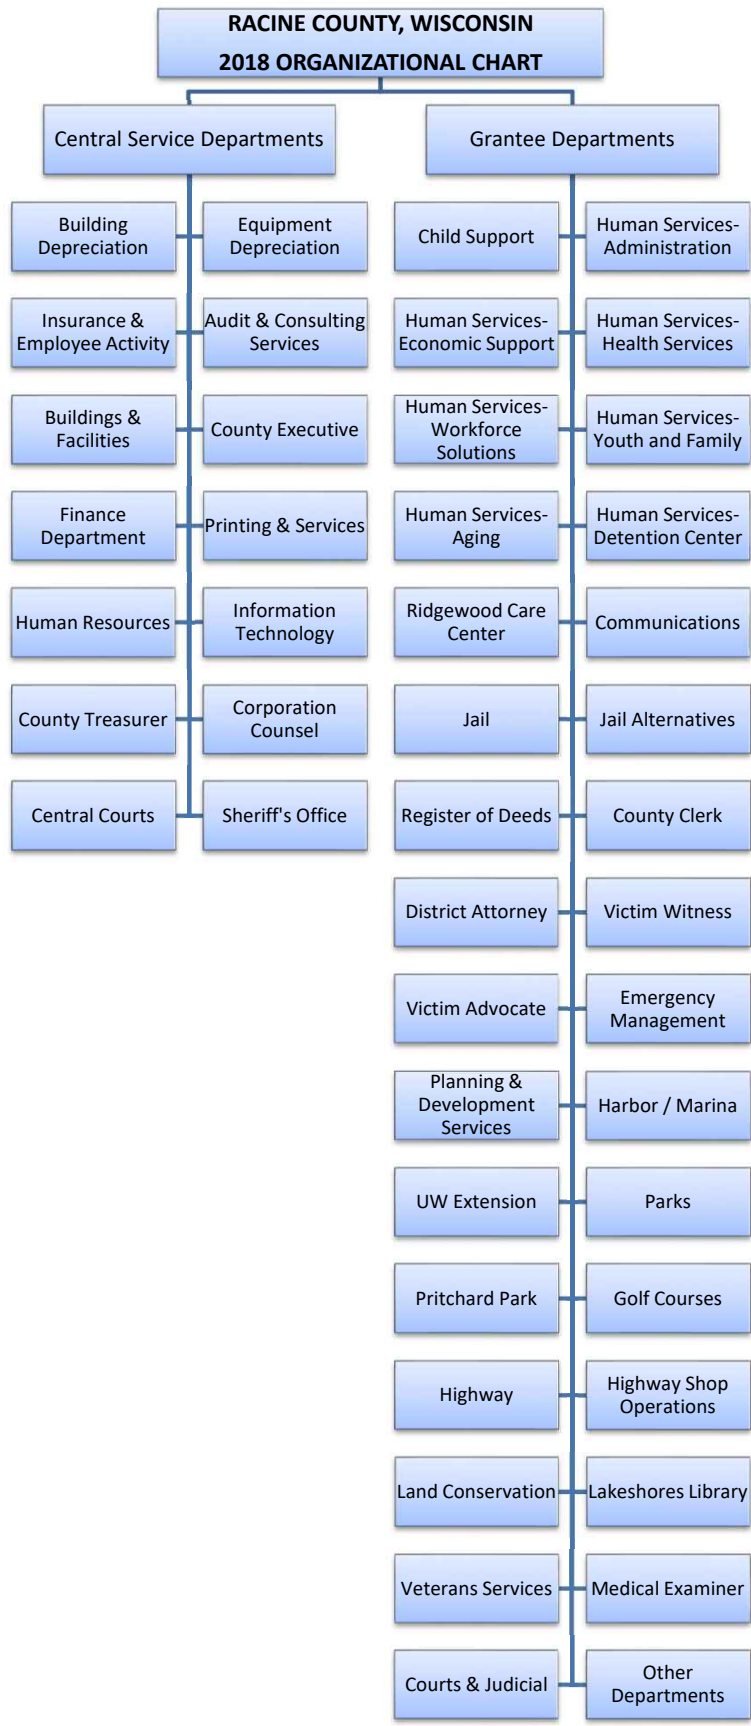 RACINE COUNTY, WISCONSIN
2018 ORGANIZATIONAL CHART
Central Service Departments
Grantee Departments
Building
Depreciation
Equipment
Depreciation
Child Support
Human Services-
Administration
Insurance &
Employee Activity
Audit & Consulting
Services
Human Services-
Economic Support
Human Services-
Health Services
Buildings &
Facilities
County Executive
Human Services-
Workforce
Solutions
Human Services-
Youth and Family
Finance
Department
Printing & Services
Human Services-
Aging
Human Services-
Detention Center
Human Resources
Information
Technology
Ridgewood Care
Center
Communications
County Treasurer
Corporation
Counsel
Jail
Jail Alternatives
Central Courts
Sheriff's Office
Register of Deeds
County Clerk
District Attorney
Victim Witness
Victim Advocate
Emergency
Management
Planning &
Development
Services
Harbor / Marina
UW Extension
Parks
Pritchard Park
Golf Courses
Highway
Highway Shop
Operations
Land Conservation
Lakeshores Library
Veterans Services
Medical Examiner
Courts & Judicial
Other
Departments